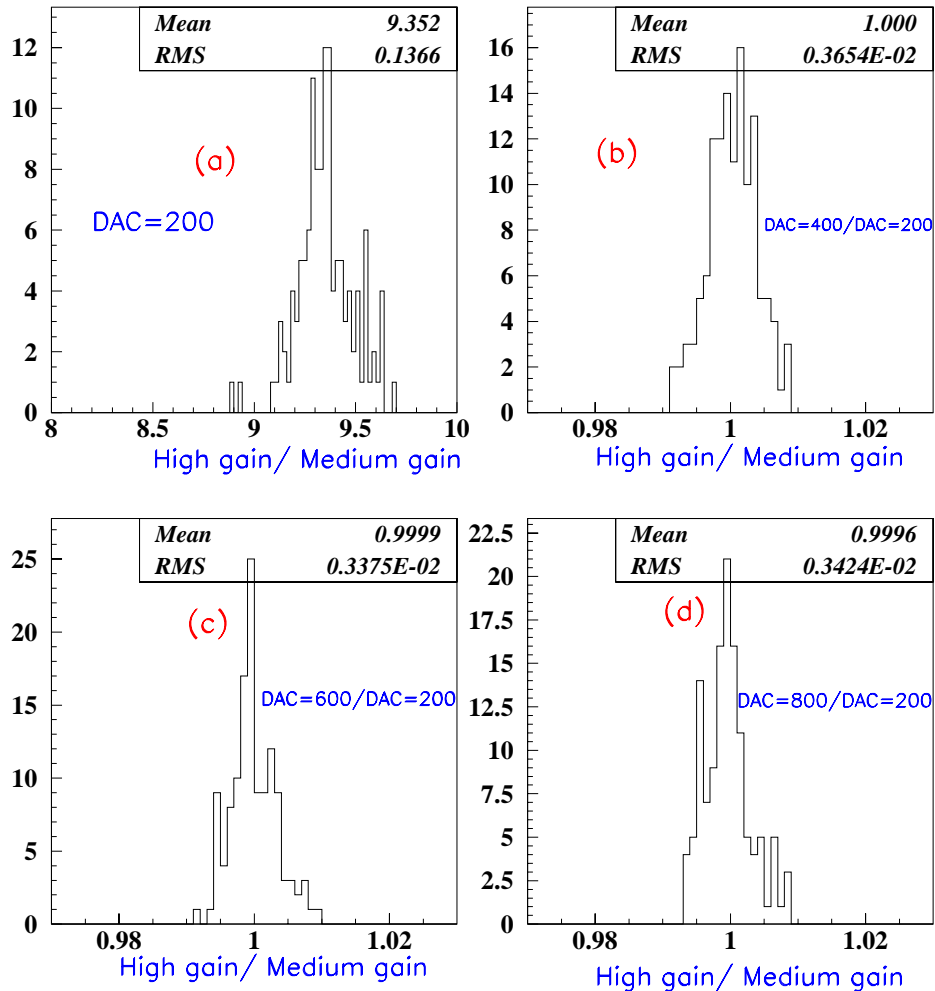 Mean 9.352
RMS 0.1366
12
10
8
6
4
2
0
(a)
DAC=200
8 8.5 9 9.5 10
High gain/ Medium gain
Mean 1.000
RMS 0.3654E-02
16
14
12
10
8
6
4
2
0
(b)
DAC=400/DAC=200
0.98 1 1.02
High gain/ Medium gain
Mean 0.9999
RMS 0.3375E-02
25
20
15
10
5
0
(c)
DAC=600/DAC=200
0.98 1 1.02
High gain/ Medium gain
Mean 0.9996
RMS 0.3424E-02
22.5
20
17.5
15
12.5
10
7.5
5
2.5
0
(d)
DAC=800/DAC=200
0.98 1 1.02
High gain/ Medium gain